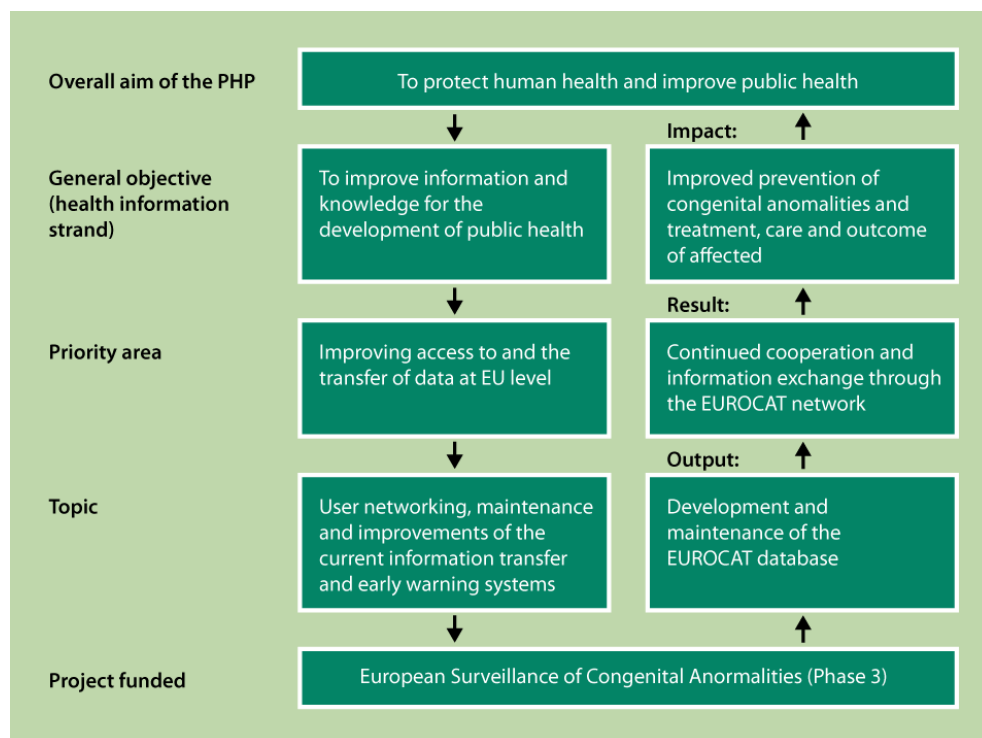 Overall aim of the PHP
To protect human health and improve public health
Impact:
General objective
(health information
strand)
To improve information and
knowledge for the
development of public health
Improved prevention of
congenital anomalities and
treatment, care and outcome
of affected
Result:
Priority area
Improving access to and the
transfer of data at EU level
Continued cooperation and
information exchange through
the EUROCAT network
Output:
Topic
User networking, maintenance
and improvements of the
current information transfer
and early warning systems
Development and
maintenance of the
EUROCAT database
Project funded
European Surveillance of Congenital Anormalities (Phase 3)